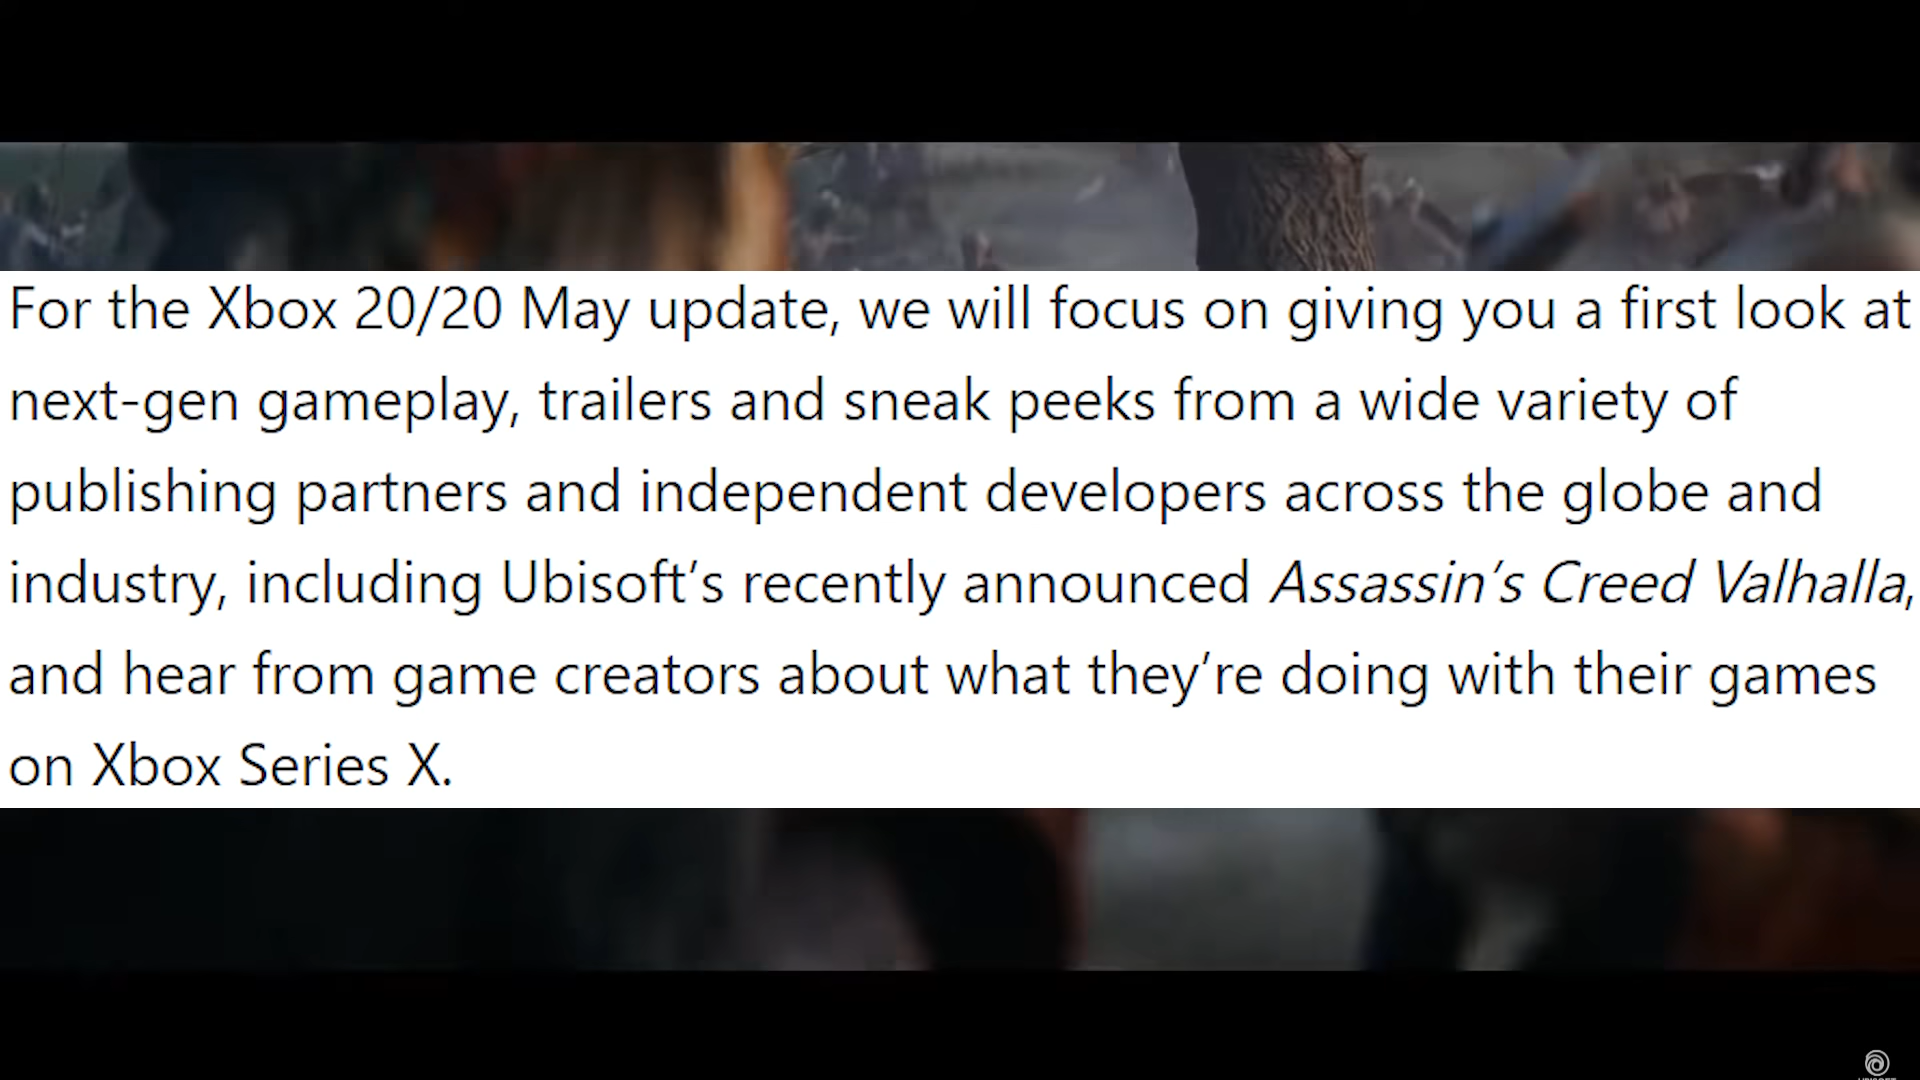 For the Xbox 20/20 May update, we will focus on giving you a first look at
next-gen gameplay, trailers and sneak peeks from a wide variety of
publishing partners and independent developers across the globe and
industry, including Ubisoft’s recently announced Assassin’s Creed Valhalla,
and hear from game creators about what they’re doing with their games
on Xbox Series X.